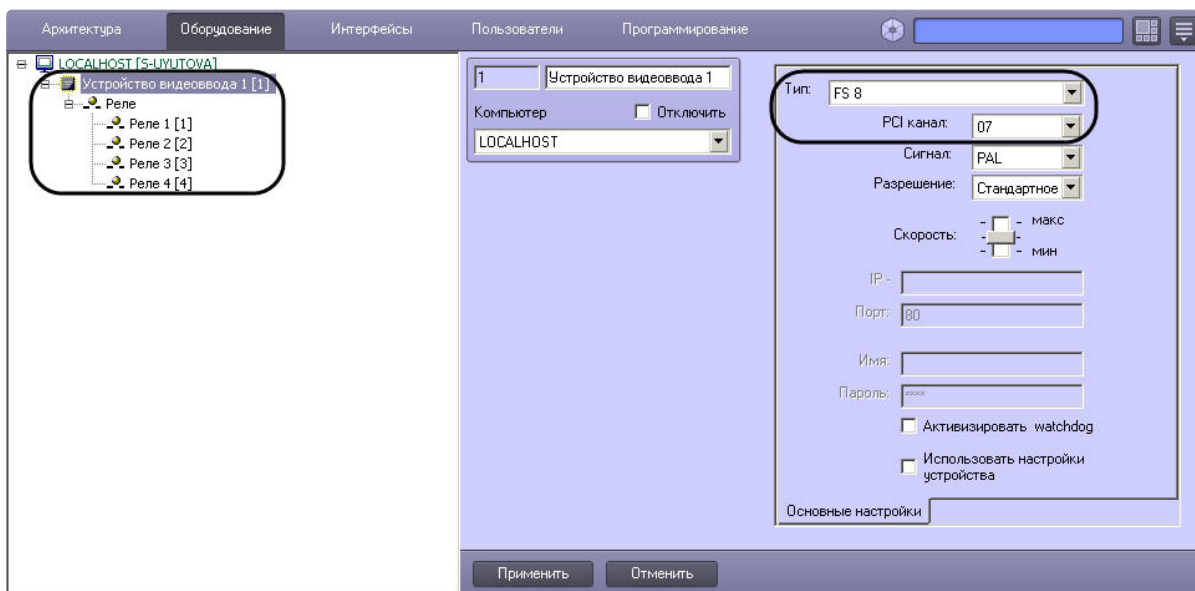 Архитектура Оборудование Интерфейсы Пользователи Программирование
LOCALHOST [S-UYUTOVA]
Устройство видеоввода 1 [1]
Реле
Реле 1 [1]
Реле 2 [2]
Реле 3 [3]
Реле 4 [4]
1 Устройство видеоввода 1
Компьютер Отключить
LOCALHOST
Тип: FS 8
PCI канал: 07
Сигнал: PAL
Разрешение: Стандартное
Скорость: - - макс
- -
- - мин
IP -
Порт: 80
Имя:
Пароль: ****
Активизировать watchdog
Использовать настройки
устройства
Основные настройки
Применить Отменить